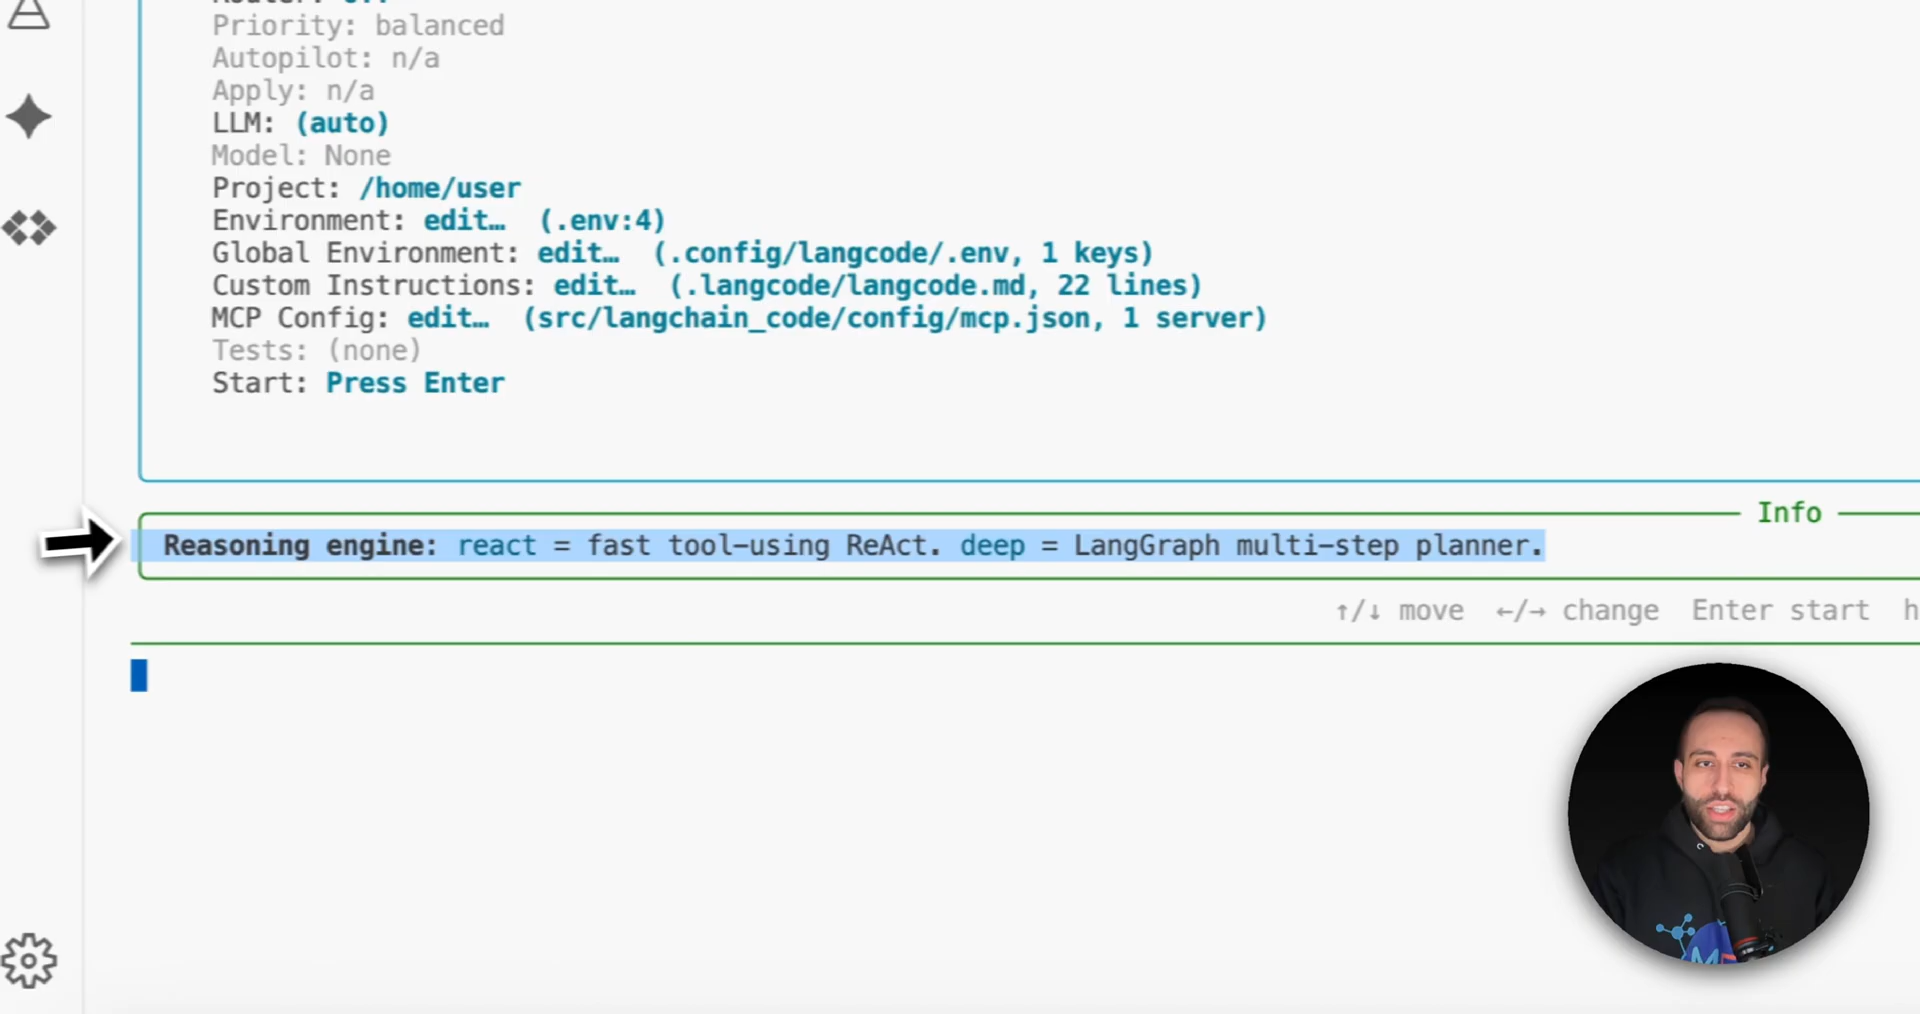 Priority: balanced
Autopilot: n/a
Apply: n/a
LLM: (auto)
Model: None
Project: /home/user
Environment: edit… (.env:4)
Global Environment: edit… (.config/langcode/.env, 1 keys)
Custom Instructions: edit… (.langcode/langcode.md, 22 lines)
MCP Config: edit… (src/langchain_code/config/mcp.json, 1 server)
Tests: (none)
Start: Press Enter
Info
Reasoning engine: react = fast tool-using ReAct. deep = LangGraph multi-step planner.
↑/↓ move ←/→ change Enter start h